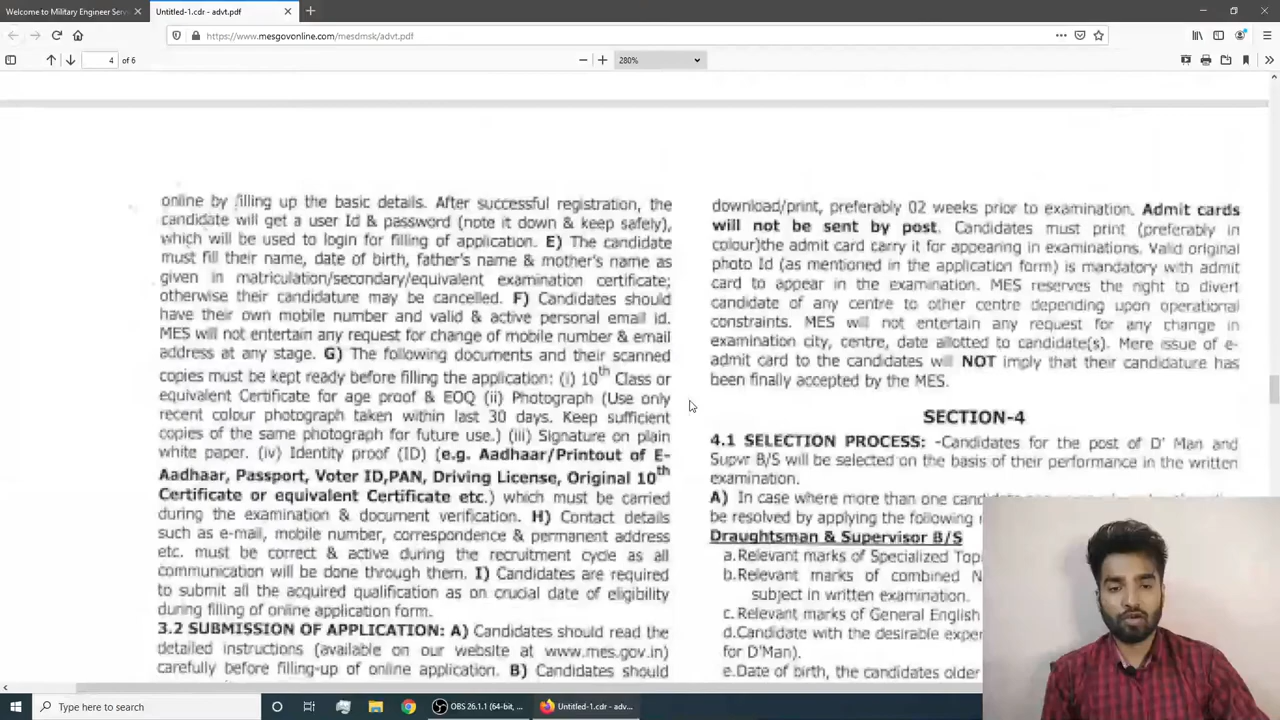 Welcome to Military Engineer Serv
Untitled-1.cdr - advt.pdf
https://www.mesgovonline.com/mesdmsk/advt.pdf
4 of 6
280%
online by filling up the basic details. After successful registration, the
candidate will get a user Id & password (note it down & keep safely),
which will be used to login for filling of application. E) The candidate
must fill their name, date of birth, father's name & mother's name as
given in matriculation/secondary/equivalent examination certificate;
otherwise their candidature may be cancelled. F) Candidates should
have their own mobile number and valid & active personal email id.
MES will not entertain any request for change of mobile number & email
address at any stage. G) The following documents and their scanned
copies must be kept ready before filling the application: (i) 10th Class or
equivalent Certificate for age proof & EOQ (ii) Photograph (Use only
recent colour photograph taken within last 30 days. Keep sufficient
copies of the same photograph for future use.) (iii) Signature on plain
white paper. (iv) Identity proof (ID) (e.g. Aadhaar/Printout of E-
Aadhaar, Passport, Voter ID,PAN, Driving License, Original 10th
Certificate or equivalent Certificate etc.) which must be carried
during the examination & document verification. H) Contact details
such as e-mail, mobile number, correspondence & permanent address
etc. must be correct & active during the recruitment cycle as all
communication will be done through them. I) Candidates are required
to submit all the acquired qualification as on crucial date of eligibility
during filling of online application form.
3.2 SUBMISSION OF APPLICATION: A) Candidates should read the
detailed instructions (available on our website at www.mes.gov.in)
carefully before filling-up of online application. B) Candidates should
download/print, preferably 02 weeks prior to examination. Admit cards
will not be sent by post. Candidates must print (preferably in
colour)the admit card carry it for appearing in examinations. Valid original
photo Id (as mentioned in the application form) is mandatory with admit
card to appear in the examination. MES reserves the right to divert
candidate of any centre to other centre depending upon operational
constraints. MES will not entertain any request for any change in
examination city, centre, date allotted to candidate(s). Mere issue of e-
admit card to the candidates will NOT imply that their candidature has
been finally accepted by the MES.
SECTION-4
4.1 SELECTION PROCESS: -Candidates for the post of D' Man and
Supvr B/S will be selected on the basis of their performance in the written
examination.
A) In case where more than one
be resolved by applying the following
Draughtsman & Supervisor B/S
a.Relevant marks of Specialized
b.Relevant marks of combined
subject in written examination.
c.Relevant marks of General English
d.Candidate with the desirable
for D'Man).
e.Date of birth, the candidates older
Type here to search
OBS 26.1.1 (64-bit, ...
Untitled-1.cdr - adv...